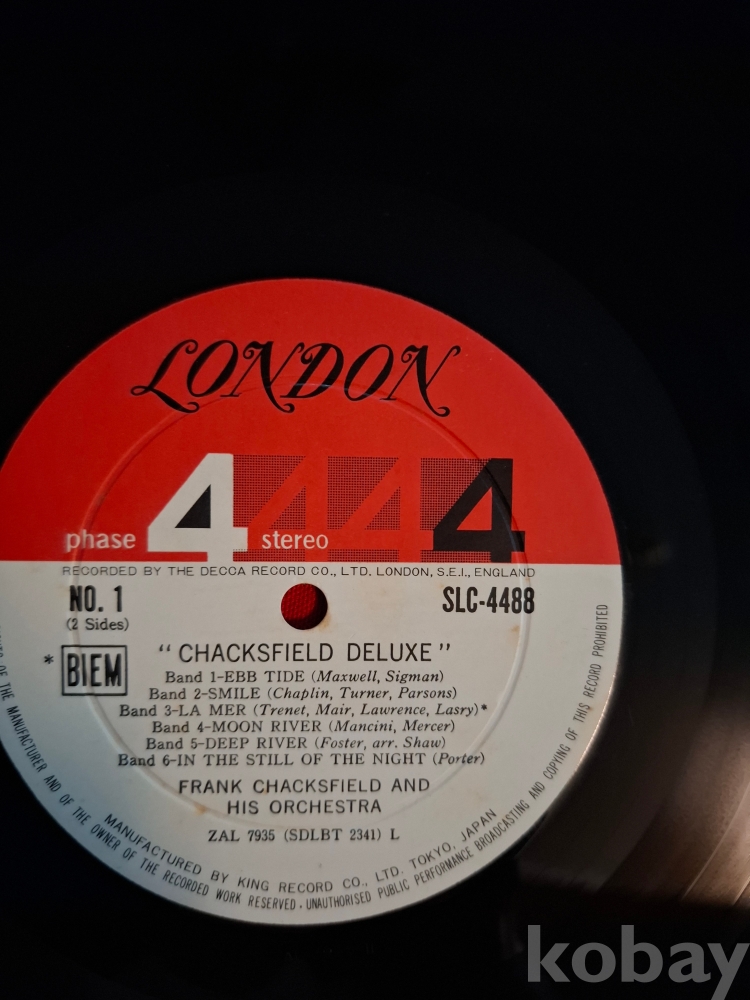 LONDON
phase 4 stereo 4 4 4
RECORDED BY THE DECCA RECORD CO., LTD. LONDON, S.E.I., ENGLAND
NO. 1
SLC-4488
(2 Sides)
* BIEM
"CHACKSFIELD DELUXE"
Band 1-EBB TIDE (Maxwell, Sigman)
Band 2-SMILE (Chaplin, Turner, Parsons)
Band 3-LA MER (Trenet, Mair, Lawrence, Lasry)*
Band 4-MOON RIVER (Mancini, Mercer)
Band 5-DEEP RIVER (Foster, arr. Shaw)
Band 6-IN THE STILL OF THE NIGHT (Porter)
FRANK CHACKSFIELD AND
HIS ORCHESTRA
ZAL 7935 (SDLBT 2341) L
MANUFACTURED BY KING RECORD CO., LTD. TOKYO, JAPAN
OF THE MANUFACTURER AND OF THE OWNER OF THE RECORDED WORK RESERVED. UNAUTHORISED PUBLIC PERFORMANCE BROADCASTING AND COPYING OF THIS RECORD PROHIBITED
kobay